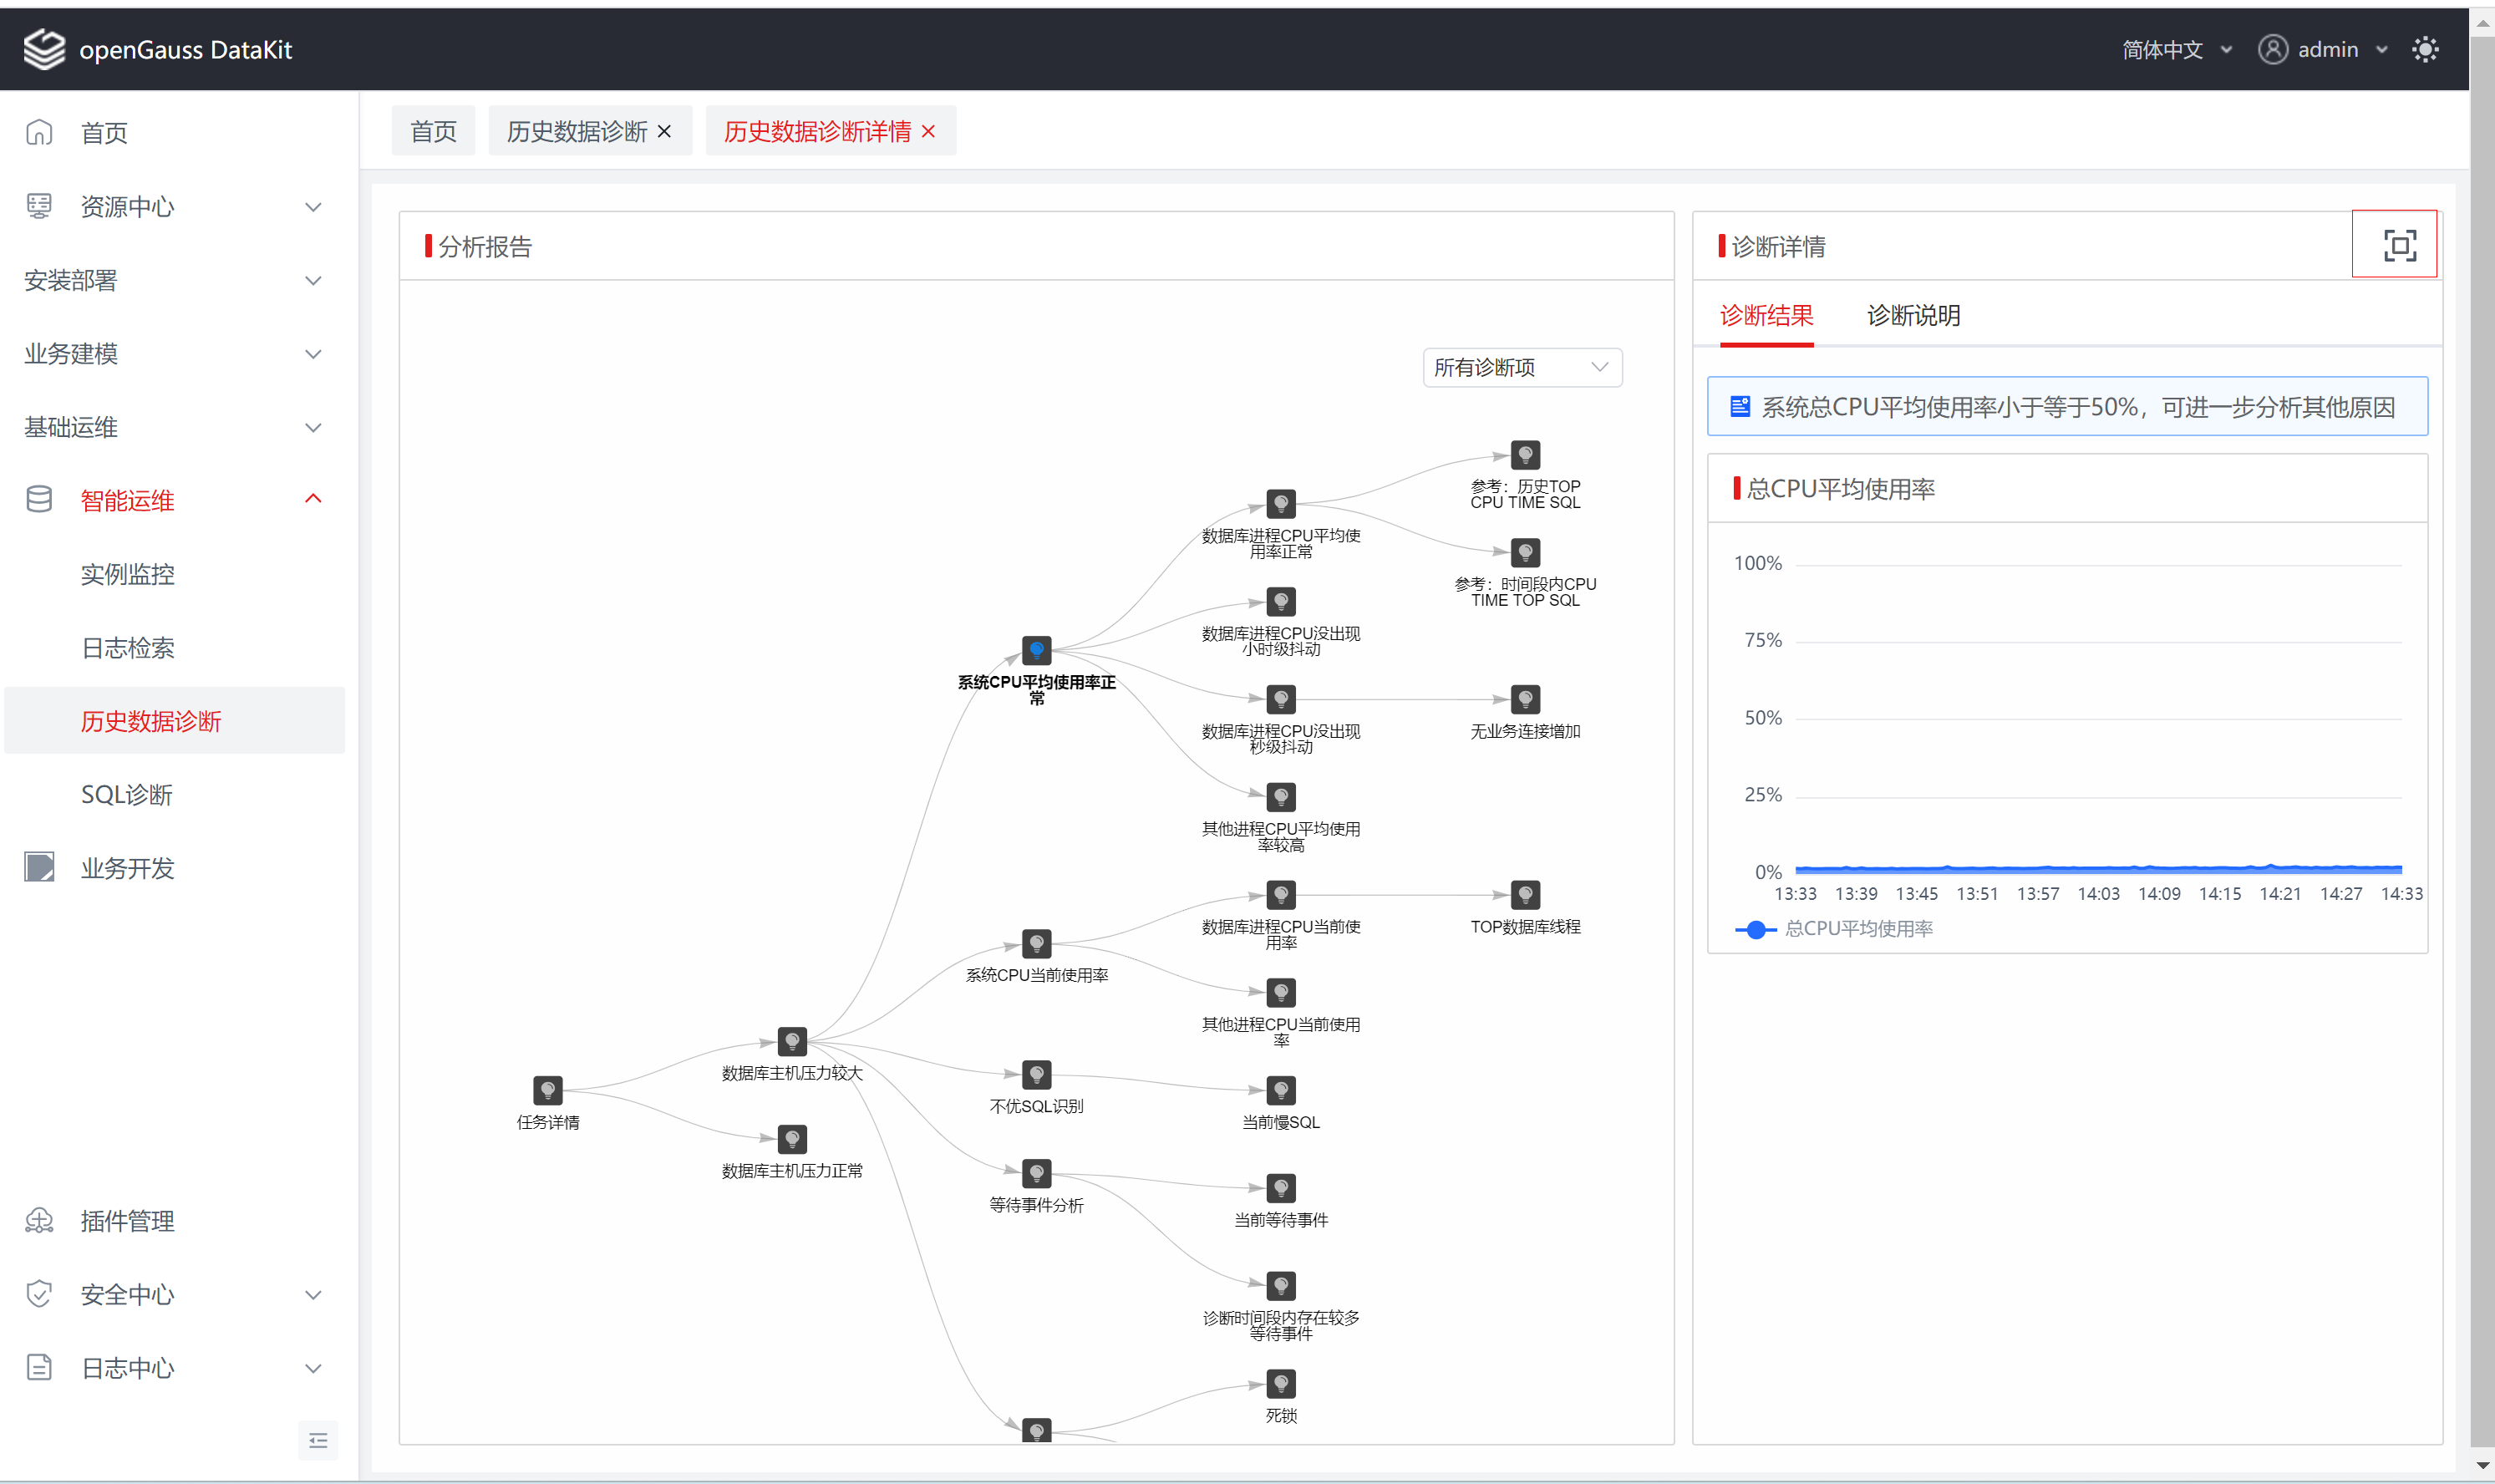 openGauss DataKit
简体中文
admin
首页
资源中心
安装部署
业务建模
基础运维
智能运维
实例监控
日志检索
历史数据诊断
SQL诊断
业务开发
插件管理
安全中心
日志中心
首页
历史数据诊断
历史数据诊断详情
分析报告
所有诊断项
参考：历史TOP
CPU TIME SQL
数据库进程CPU平均使
用率正常
参考：时间段内CPU
TIME TOP SQL
数据库进程CPU没出现
小时级抖动
系统CPU平均使用率正
常
数据库进程CPU没出现
秒级抖动
无业务连接增加
其他进程CPU平均使用
率较高
数据库进程CPU当前使
用率
TOP数据库线程
系统CPU当前使用率
其他进程CPU当前使用
率
数据库主机压力较大
不优SQL识别
任务详情
当前慢SQL
数据库主机压力正常
等待事件分析
当前等待事件
诊断时间段内存在较多
等待事件
死锁
诊断详情
诊断结果
诊断说明
系统总CPU平均使用率小于等于50%，可进一步分析其他原因
总CPU平均使用率
100%
75%
50%
25%
0%
13:33 13:39 13:45 13:51 13:57 14:03 14:09 14:15 14:21 14:27 14:33
总CPU平均使用率